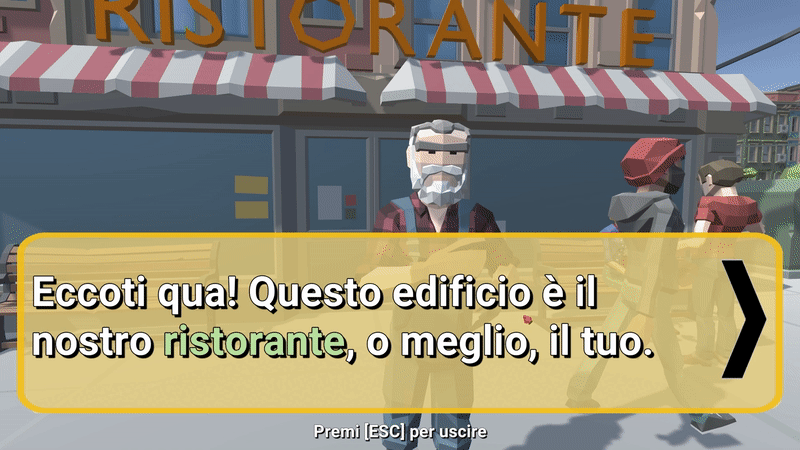 RISTORANTE
Eccoti qua! Questo edificio è il
nostro ristorante, o meglio, il tuo.
Premi [ESC] per uscire